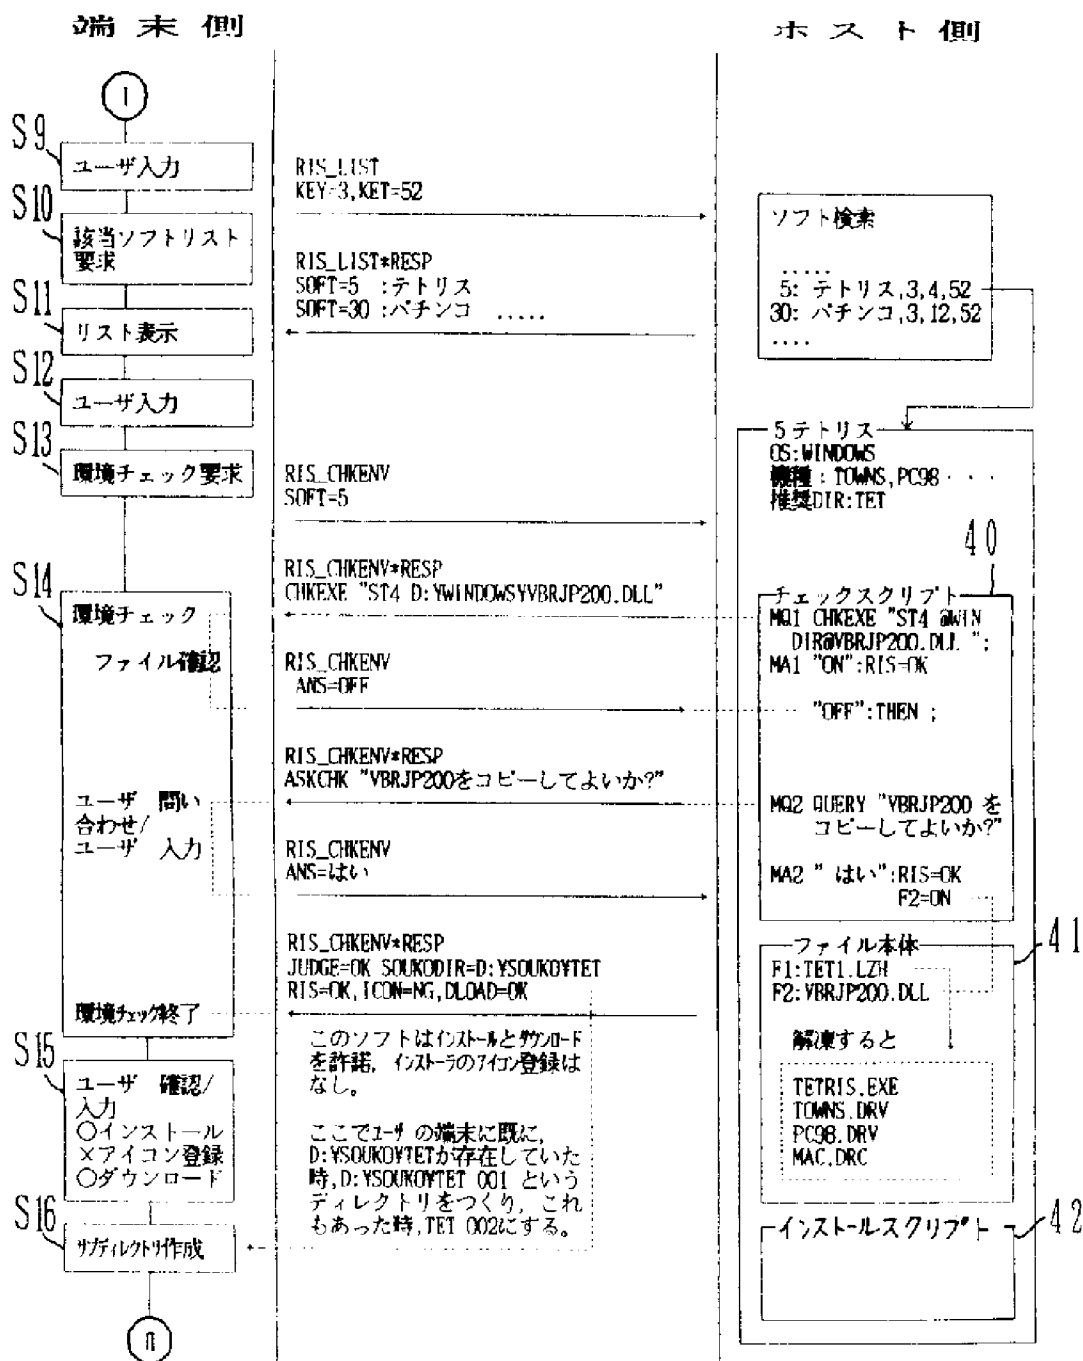 端末側
ホスト側
I
S9
ユーザ入力
RIS_LIST
KEY=3,KET=52
S10
該当ソフトリスト
要求
ソフト検索
.....
5: テトリス,3,4,52
30: パチンコ,3,12,52
....
RIS_LIST*RESP
SOFT=5 :テトリス
SOFT=30 :パチンコ .....
S11
リスト表示
S12
ユーザ入力
S13
環境チェック要求
RIS_CHKENV
SOFT=5
5テトリス
OS:WINDOWS
機種: TOWNS,PC98・・・
推奨DIR:TET
40
S14
環境チェック
ファイル確認
RIS_CHKENV*RESP
CHKEXE "ST4 D:¥WINDOWS¥VBRJP200.DLL"
チェックスクリプト
MQ1 CHKEXE "ST4 @WIN
DIR@VBRJP200.DLL ";
MA1 "ON":RIS=OK
"OFF":THEN ;
RIS_CHKENV
ANS=OFF
RIS_CHKENV*RESP
ASKCHK "VBRJP200をコピーしてよいか?"
ユーザ 問い
合わせ/
ユーザ 入力
MQ2 QUERY "VBRJP200 を
コピーしてよいか?"
RIS_CHKENV
ANS=はい
MA2 " はい":RIS=OK
F2=ON
RIS_CHKENV*RESP
JUDGE=OK SOUKODIR=D:¥SOUKO¥TET
RIS=OK,ICON=NG,DLOAD=OK
環境チェック終了
ファイル本体
41
F1:TET1.LZH
F2:VBRJP200.DLL
解凍すると
TETRIS.EXE
TOWNS.DRV
PC98.DRV
MAC.DRC
このソフトはインストールとダウンロード
を許諾, インストーラのアイコン登録は
なし。
S15
ユーザ 確認/
入力
○インストール
×アイコン登録
○ダウンロード
ここでユーザの端末に既に,
D:¥SOUKO¥TETが存在していた
時,D:¥SOUKO¥TET 001 という
ディレクトリをつくり, これ
もあった時,TET 002にする。
S16
サブディレクトリ作成
インストールスクリプト
42
II